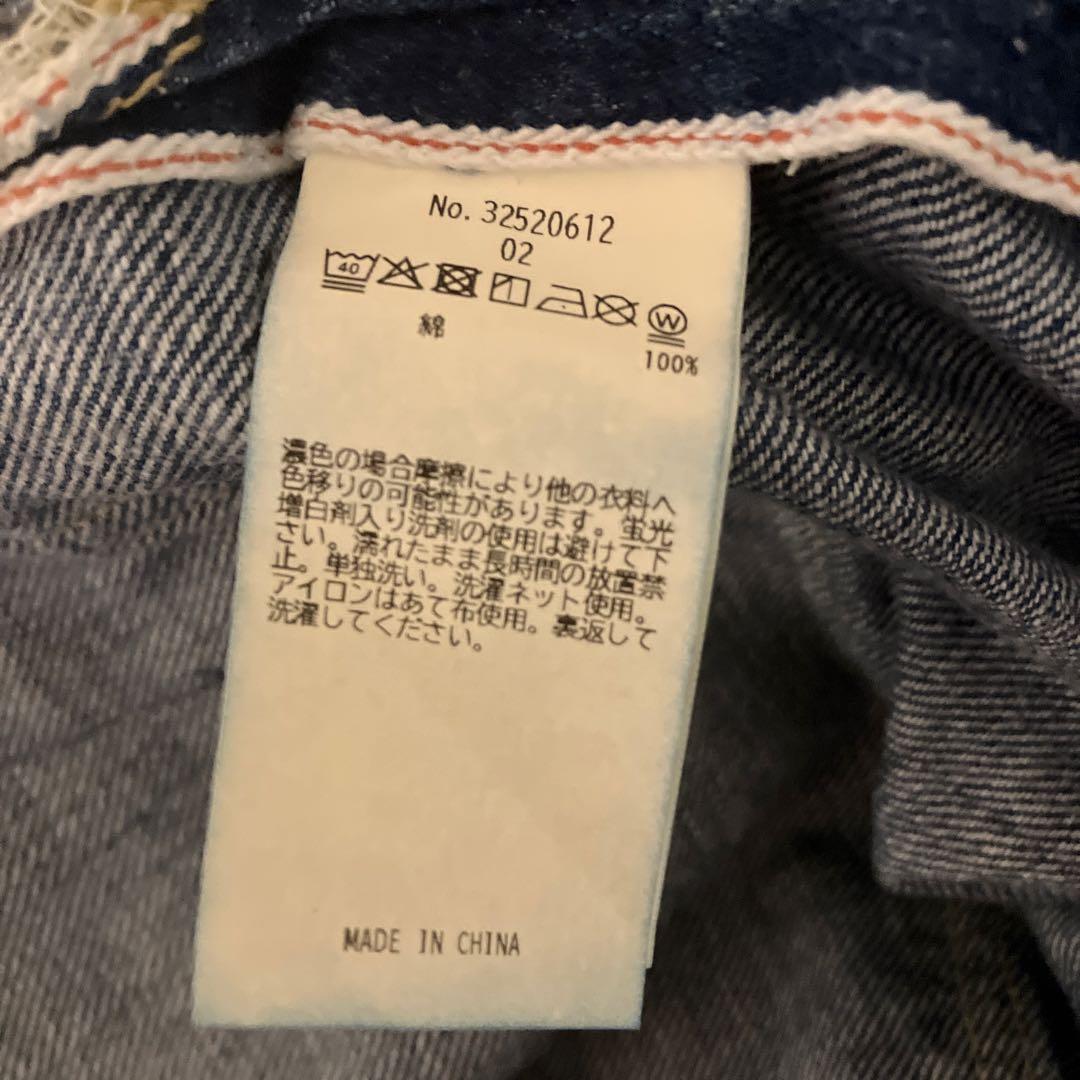 No. 32520612
02
40 W
綿 100%
濃色の場合摩擦により他の衣料へ
色移りの可能性があります。蛍光
増白剤入り洗剤の使用は避けて下
さい。濡れたまま長時間の放置禁
止。単独洗い。洗濯ネット使用。
アイロンはあて布使用。裏返して
洗濯してください。
MADE IN CHINA